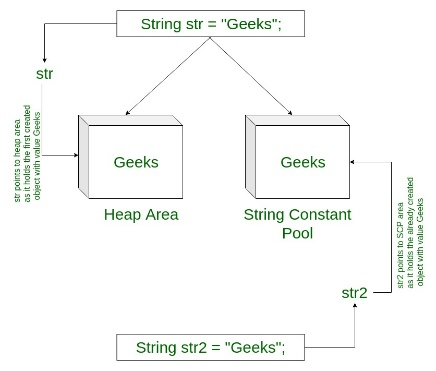 String str = "Geeks";
str
str points to heap area
as it holds the first created
object with value Geeks
Geeks
Geeks
Heap Area
String Constant
Pool
str2 points to SCP area
as it holds the already created
object with value Geeks
str2
String str2 = "Geeks";